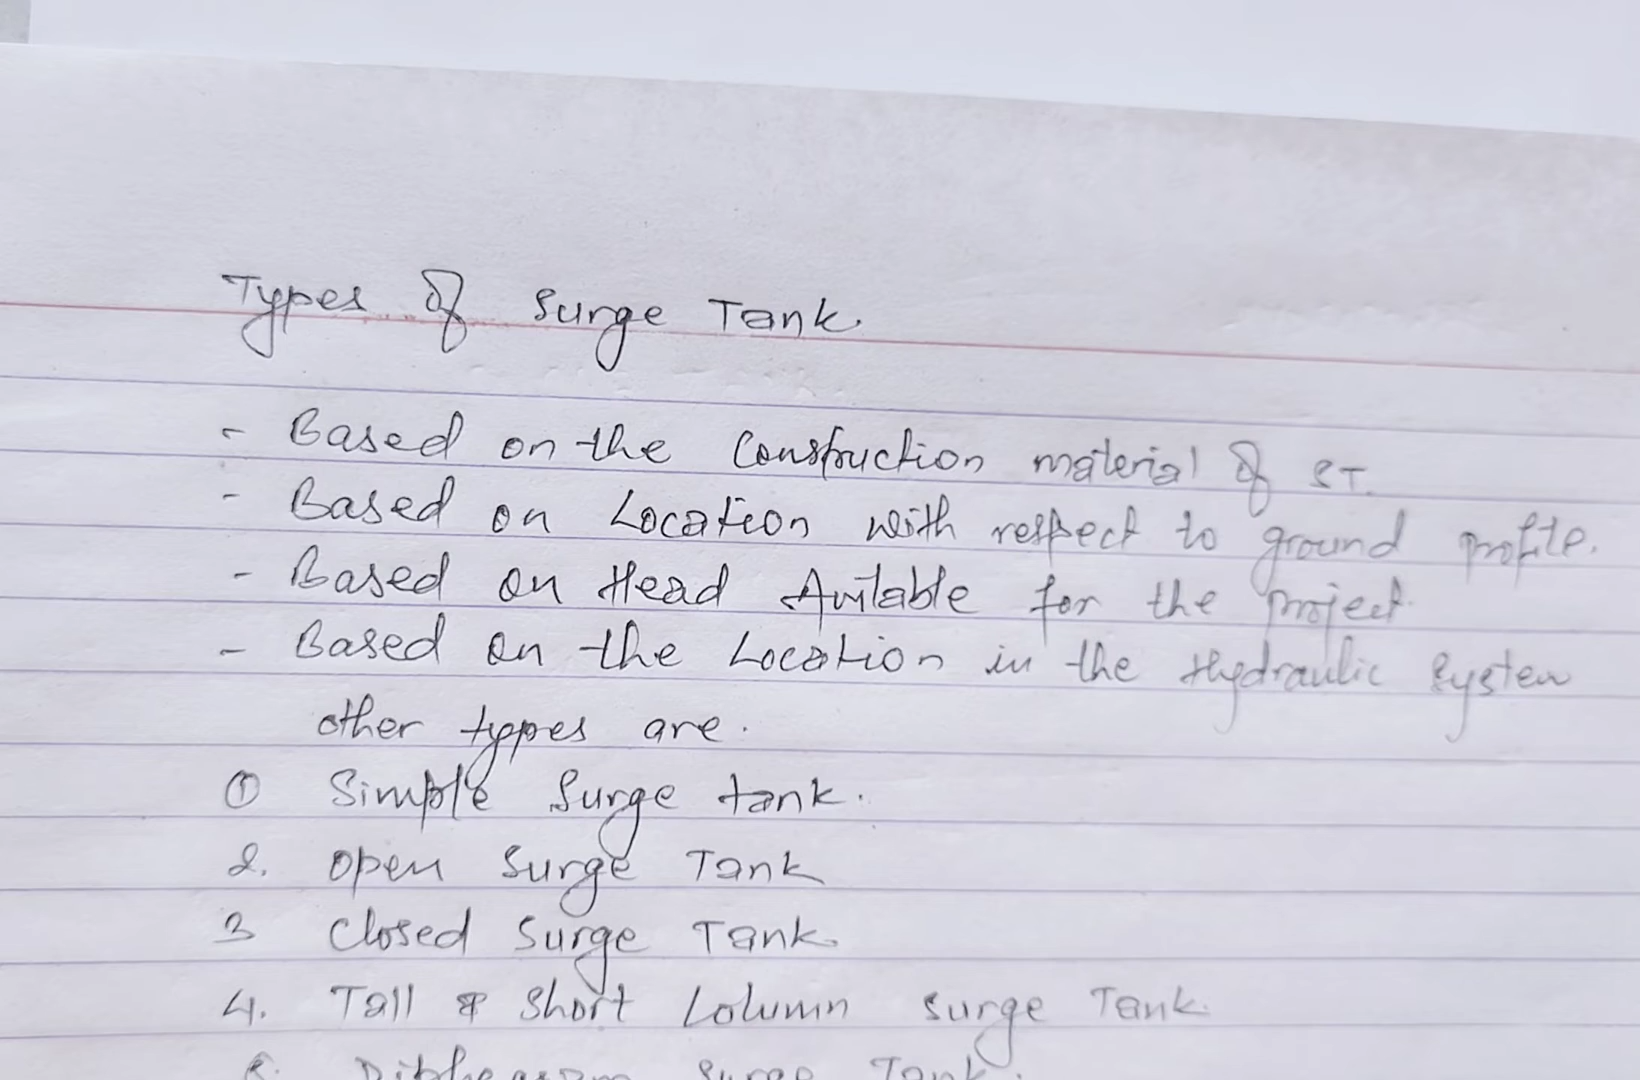 Types of Surge Tank.
- Based on the Construction material of ST.
- Based on Location with respect to ground profile.
- Based on Head Avilable for the project.
- Based on the Location in the Hydraulic System
other types are.
① Simple Surge tank.
2. Open Surge Tank
3 Closed Surge Tank.
4. Tall & Short Column Surge Tank.
Surge Tank.